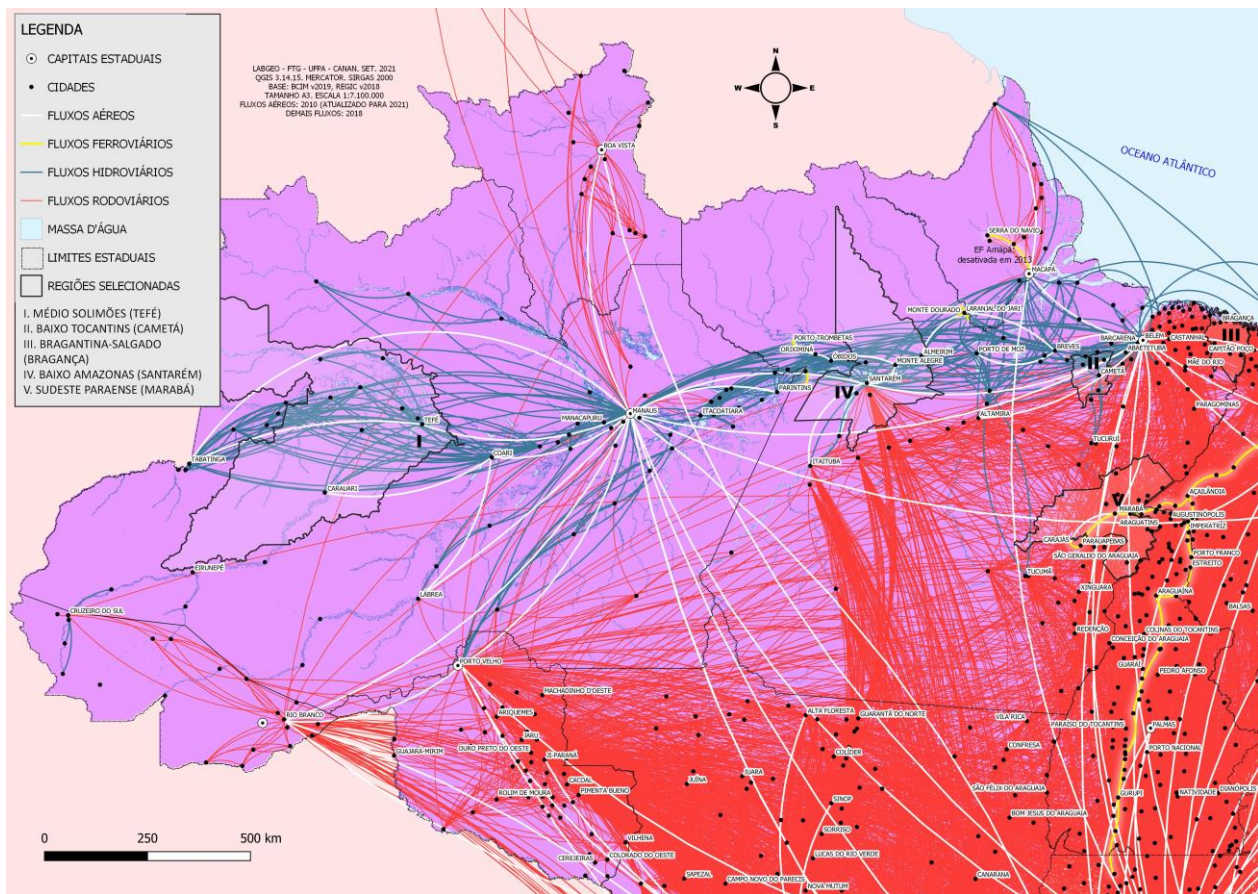 LEGENDA
CAPITAIS ESTADUAIS
CIDADES
FLUXOS AÉREOS
FLUXOS FERROVIÁRIOS
FLUXOS HIDROVIÁRIOS
FLUXOS RODOVIÁRIOS
MASSA D'ÁGUA
LIMITES ESTADUAIS
REGIÕES SELECIONADAS
I. MÉDIO SOLIMÕES (TEFÉ)
II. BAIXO TOCANTINS (CAMETÁ)
III. BRAGANTINA-SALGADO
(BRAGANÇA)
IV. BAIXO AMAZONAS (SANTARÉM)
V. SUDESTE PARAENSE (MARABÁ)
LABGEO - FTG - UFPA - CANAN. SET. 2021
QGIS 3.14.15. MERCATOR. SIRGAS 2000
BASE: BCIM v2019, REGIC v2018
TAMANHO A3. ESCALA 1:7.100.000
FLUXOS AÉREOS: 2010 (ATUALIZADO PARA 2021)
DEMAIS FLUXOS: 2018
N
W E
S
OCEANO ATLÂNTICO
BOA VISTA
SERRA DO NAVIO
EF Amapá:
desativada em 2013
MACAPÁ
MONTE DOURADO
LARANJAL DO JARI
PORTO TROMBETAS
ORIXIMINÁ
ÓBIDOS
ALMEIRIM
MONTE ALEGRE
PORTO DE MOZ
BREVES
BARCARENA
BELÉM
ABAETETUBA
CASTANHAL
BRAGANÇA
III
CAPITÃO POÇO
MÃE DO RIO
II
CAMETÁ
PARAGOMINAS
PARINTINS
SANTARÉM
IV
ALTAMIRA
TUCURUÍ
ITAITUBA
MANAUS
MANACAPURU
ITACOATIARA
TEFÉ
I
COARI
TABATINGA
CARAUARI
EIRUNEPÉ
LÁBREA
CRUZEIRO DO SUL
PORTO VELHO
RIO BRANCO
V
MARABÁ
AÇAILÂNDIA
ARAGUATINS
AUGUSTINÓPOLIS
IMPERATRIZ
CARAJÁS
PARAUAPEBAS
SÃO GERALDO DO ARAGUAIA
PORTO FRANCO
ESTREITO
TUCUMÃ
XINGUARA
ARAGUAÍNA
BALSAS
REDENÇÃO
COLINAS DO TOCANTINS
CONCEIÇÃO DO ARAGUAIA
GUARAÍ
PEDRO AFONSO
MACHADINHO D'OESTE
ARIQUEMES
JARU
OURO PRETO DO OESTE
JI-PARANÁ
GUAJARÁ-MIRIM
CACOAL
ROLIM DE MOURA
PIMENTA BUENO
VILHENA
CEREJEIRAS
COLORADO DO OESTE
ALTA FLORESTA
GUARANTÃ DO NORTE
COLÍDER
JUÍNA
JUARA
SINOP
SORRISO
LUCAS DO RIO VERDE
SAPEZAL
CAMPO NOVO DO PARECIS
NOVA MUTUM
VILA RICA
CONFRESA
SÃO FÉLIX DO ARAGUAIA
BOM JESUS DO ARAGUAIA
CANARANA
PARAÍSO DO TOCANTINS
PALMAS
PORTO NACIONAL
GURUPI
NATIVIDADE
DIANÓPOLIS
0 250 500 km